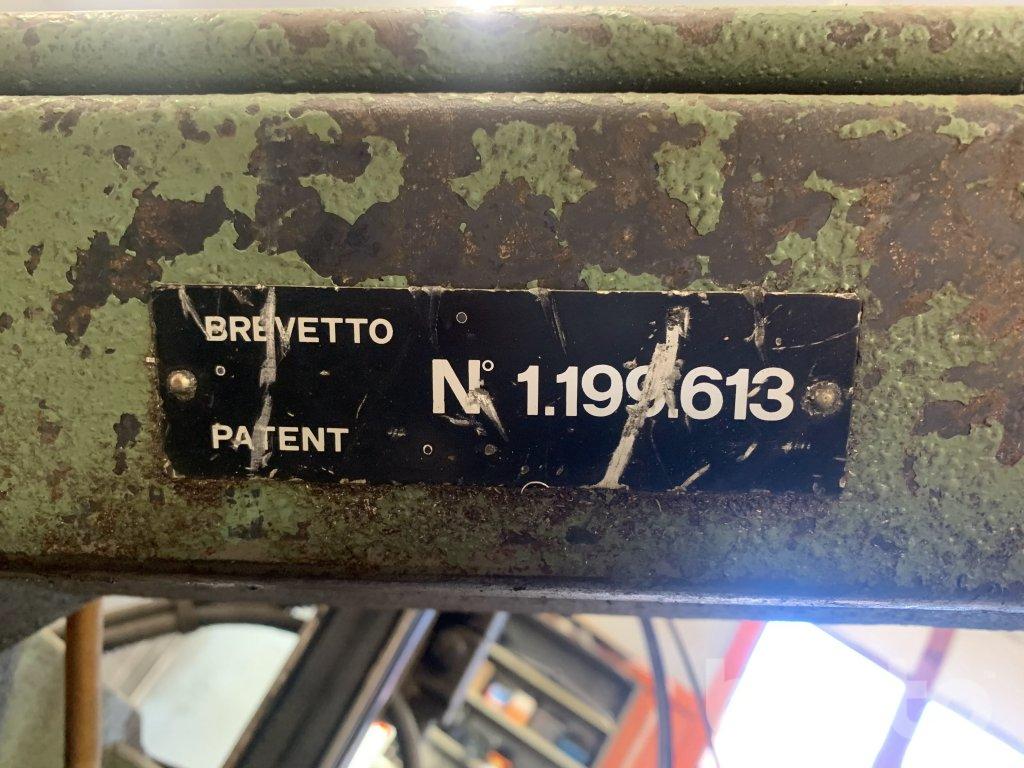 BREVETTO
N° 1.199.613
PATENT